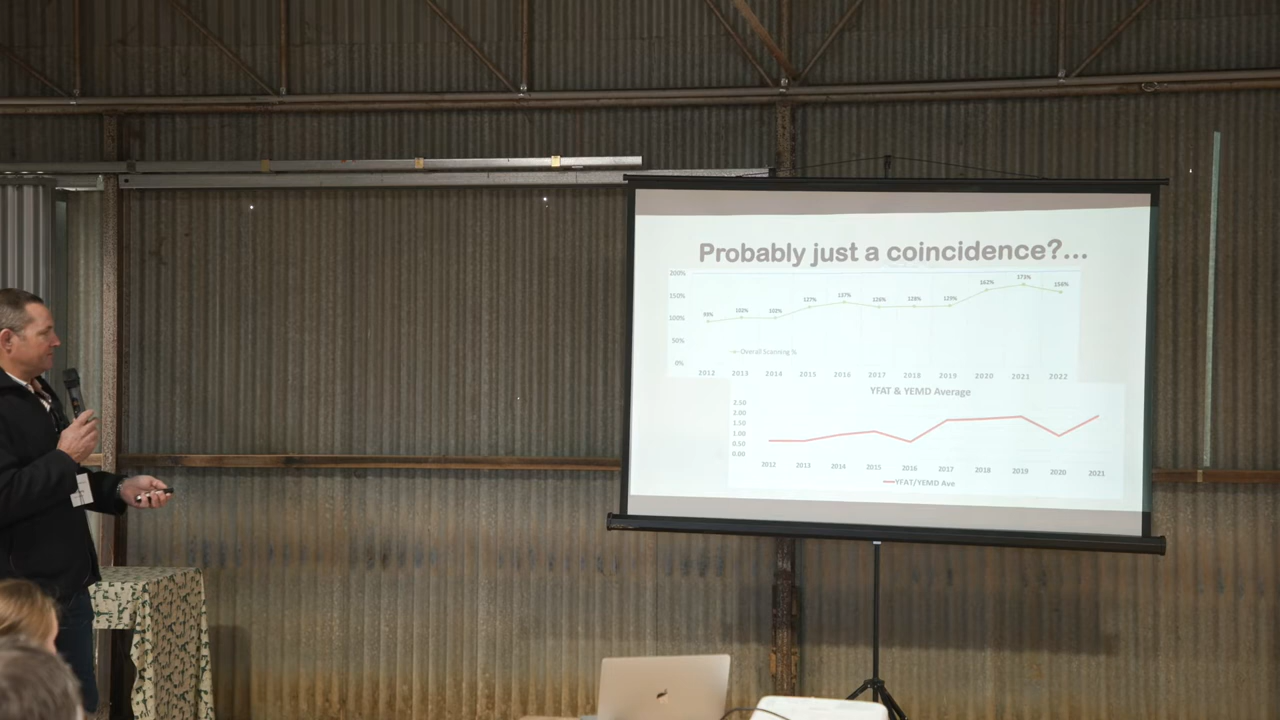 Probably just a coincidence?...
200%
150%
100%
50%
0%
102% 102% 127% 137% 126% 128% 129% 162% 173% 156%
Overall Scanning %
2012 2013 2014 2015 2016 2017 2018 2019 2020 2021 2022
YFAT & YEMD Average
2.50
2.00
1.50
1.00
0.50
0.00
2012 2013 2014 2015 2016 2017 2018 2019 2020 2021
YFAT/YEMD Ave